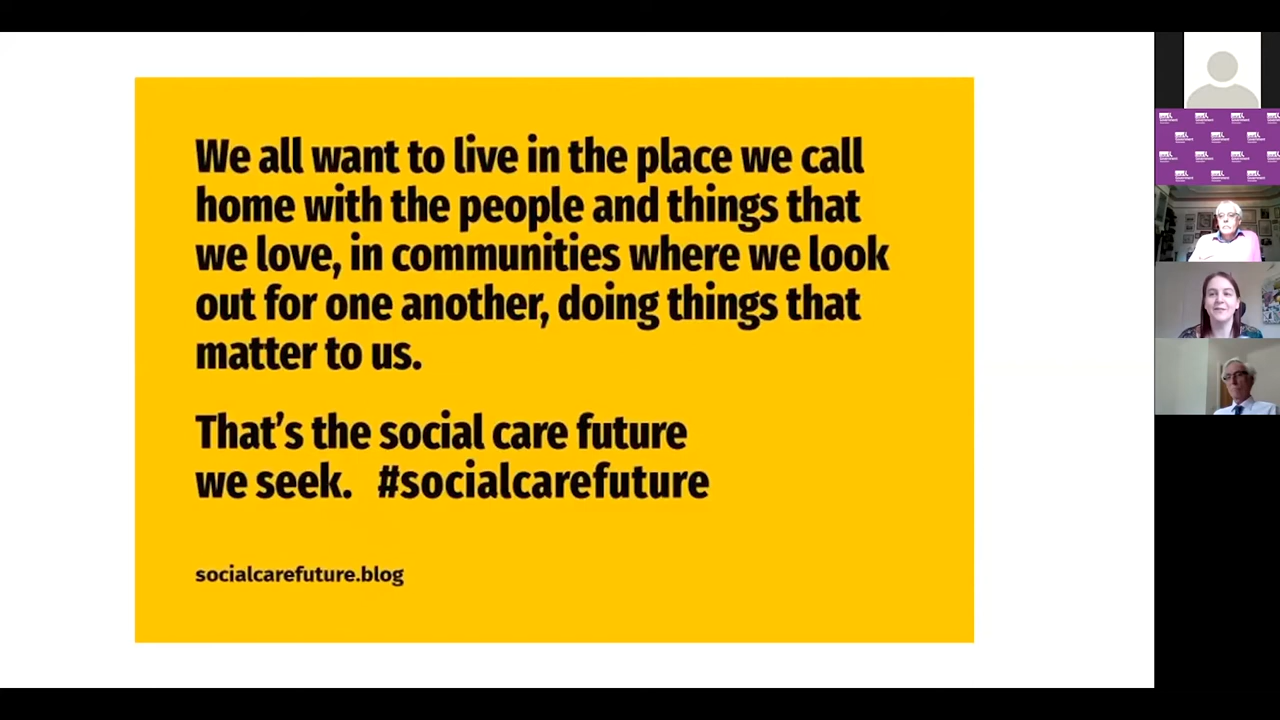 We all want to live in the place we call
home with the people and things that
we love, in communities where we look
out for one another, doing things that
matter to us.
That's the social care future
we seek. #socialcarefuture
socialcarefuture.blog